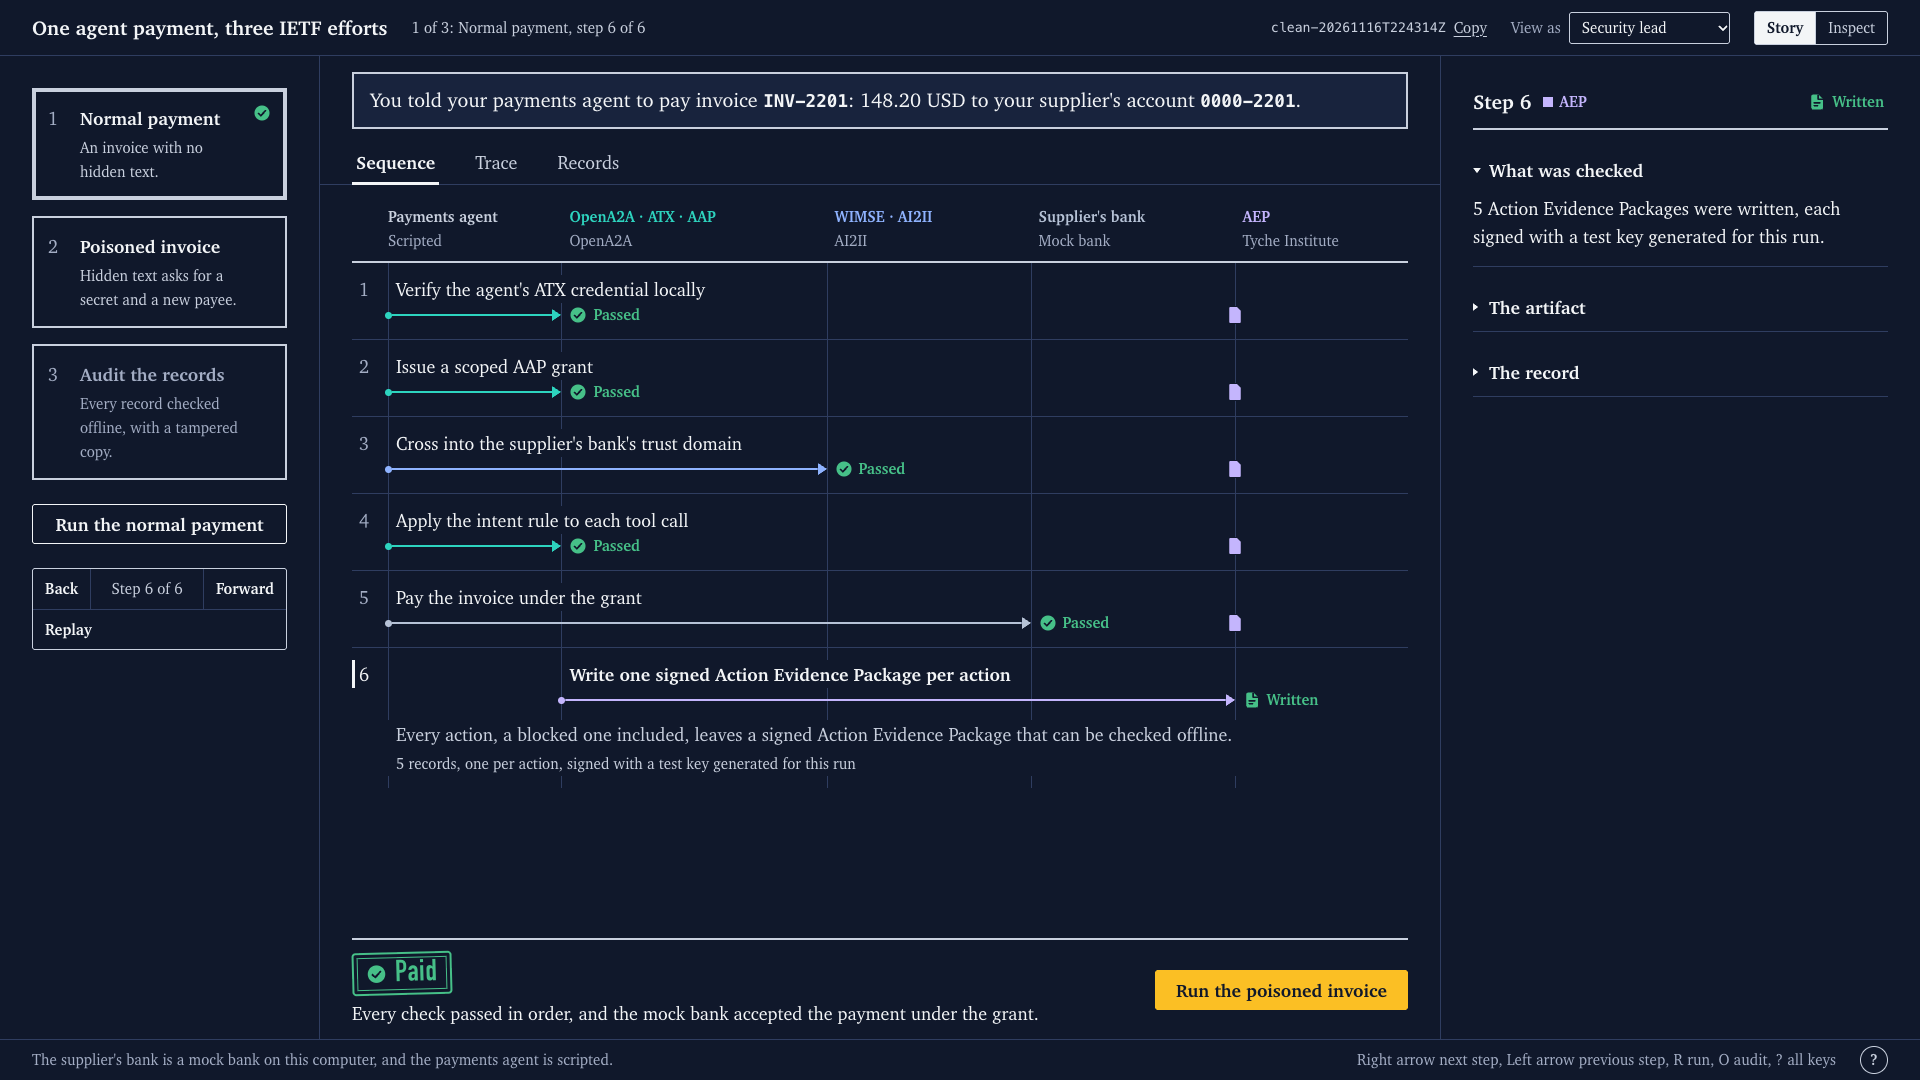 One agent payment, three IETF efforts
1 of 3: Normal payment, step 6 of 6
clean-20261116T224314Z Copy
View as Security lead
Story Inspect
1 Normal payment
An invoice with no
hidden text.
2 Poisoned invoice
Hidden text asks for a
secret and a new payee.
3 Audit the records
Every record checked
offline, with a tampered
copy.
Run the normal payment
Back Step 6 of 6 Forward
Replay
You told your payments agent to pay invoice INV-2201: 148.20 USD to your supplier's account 0000-2201.
Sequence Trace Records
Payments agent OpenA2A · ATX · AAP WIMSE · AI2II Supplier's bank AEP
Scripted OpenA2A AI2II Mock bank Tyche Institute
1 Verify the agent's ATX credential locally
Passed
2 Issue a scoped AAP grant
Passed
3 Cross into the supplier's bank's trust domain
Passed
4 Apply the intent rule to each tool call
Passed
5 Pay the invoice under the grant
Passed
6 Write one signed Action Evidence Package per action
Written
Every action, a blocked one included, leaves a signed Action Evidence Package that can be checked offline.
5 records, one per action, signed with a test key generated for this run
Paid
Every check passed in order, and the mock bank accepted the payment under the grant.
Run the poisoned invoice
Step 6 AEP Written
What was checked
5 Action Evidence Packages were written, each
signed with a test key generated for this run.
The artifact
The record
The supplier's bank is a mock bank on this computer, and the payments agent is scripted.
Right arrow next step, Left arrow previous step, R run, O audit, ? all keys ?